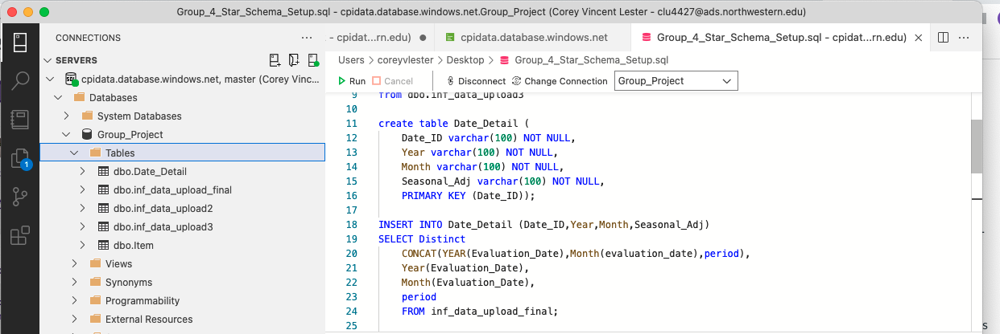 Group_4_Star_Schema_Setup.sql - cpidata.database.windows.net.Group_Project (Corey Vincent Lester - clu4427@ads.northwestern.edu)
CONNECTIONS ···
SERVERS
cpidata.database.windows.net, master (Corey Vinc...
Databases
System Databases
Group_Project
Tables
dbo.Date_Detail
dbo.inf_data_upload_final
dbo.inf_data_upload2
dbo.inf_data_upload3
dbo.Item
Views
Synonyms
Programmability
External Resources
1
- cpidat...rn.edu) ● cpidata.database.windows.net Group_4_Star_Schema_Setup.sql - cpidat...rn.edu) ···
Users > coreyvlester > Desktop > Group_4_Star_Schema_Setup.sql
Run Cancel Disconnect Change Connection Group_Project
9 from dbo.inf_data_upload3
10
11 create table Date_Detail (
12 Date_ID varchar(100) NOT NULL,
13 Year varchar(100) NOT NULL,
14 Month varchar(100) NOT NULL,
15 Seasonal_Adj varchar(100) NOT NULL,
16 PRIMARY KEY (Date_ID));
17
18 INSERT INTO Date_Detail (Date_ID,Year,Month,Seasonal_Adj)
19 SELECT Distinct
20 CONCAT(YEAR(Evaluation_Date),Month(evaluation_date),period),
21 Year(Evaluation_Date),
22 Month(Evaluation_Date),
23 period
24 FROM inf_data_upload_final;
25